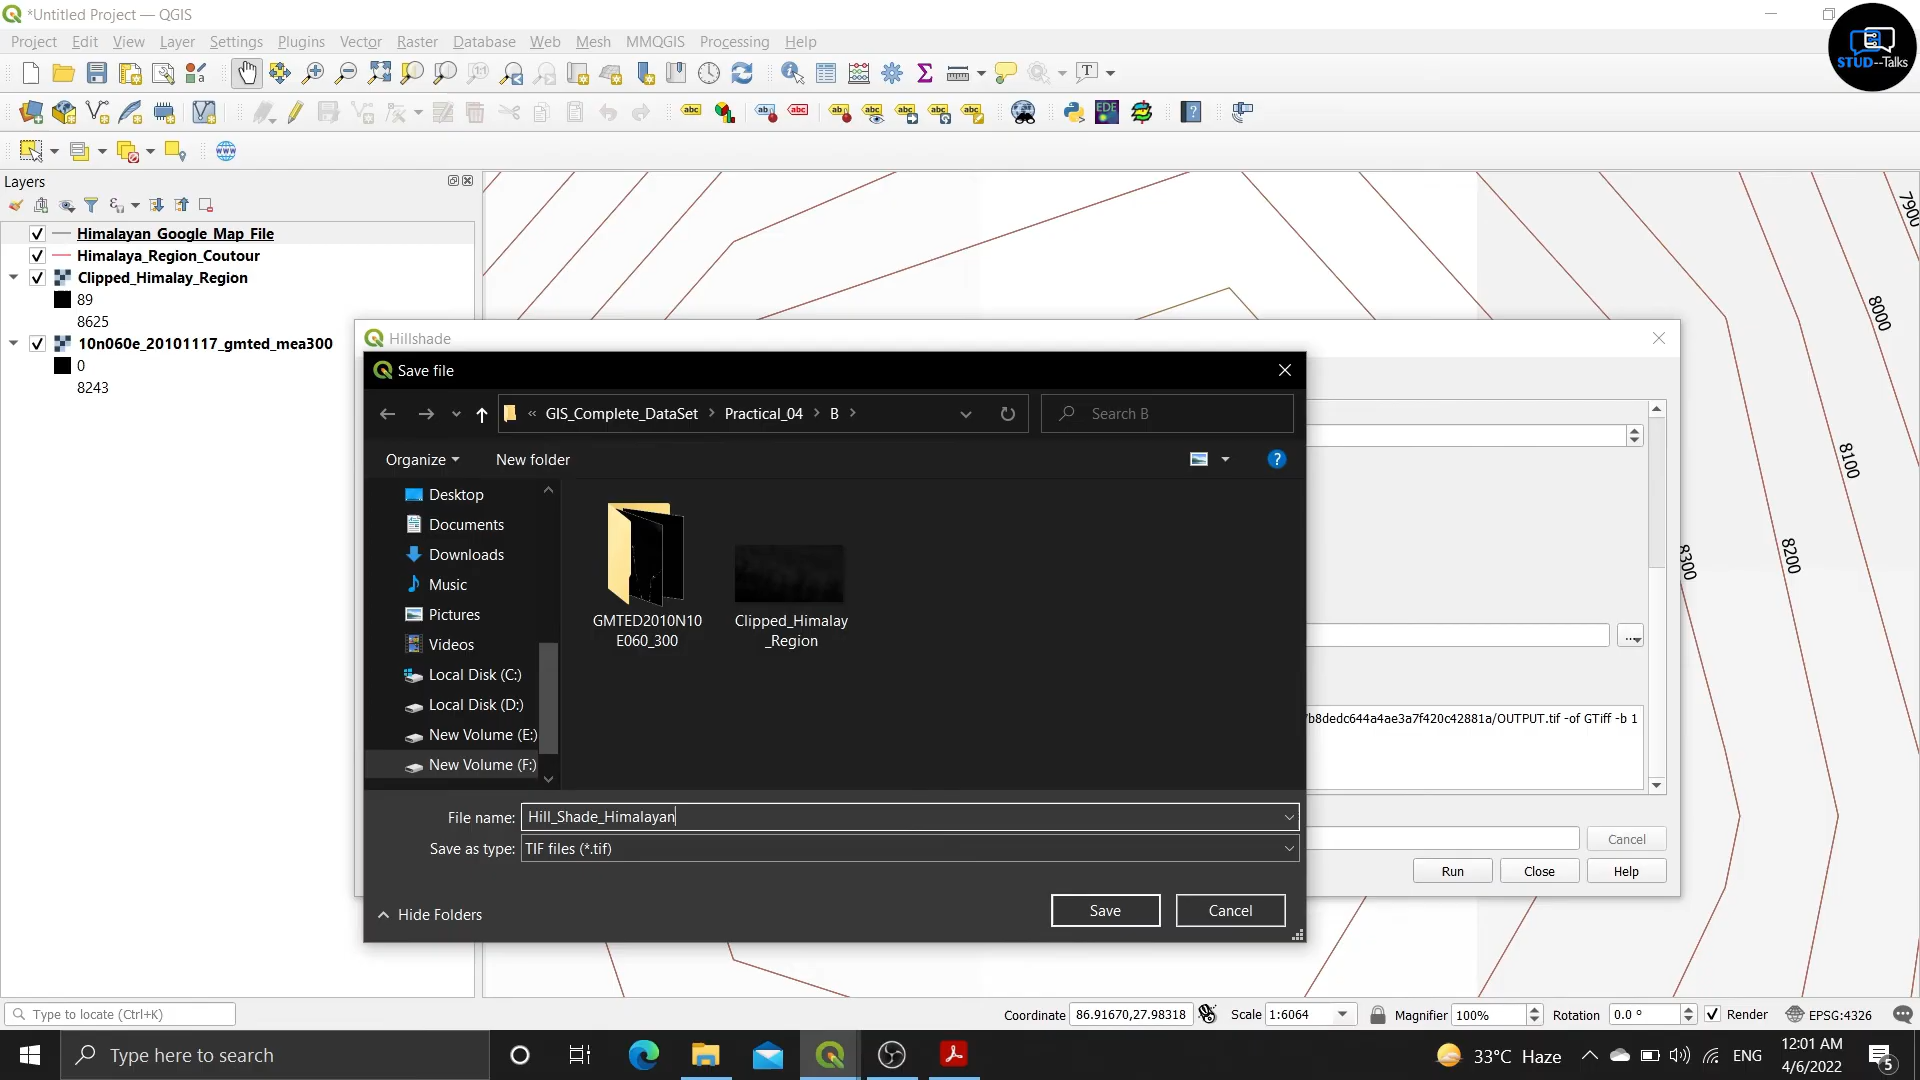 *Untitled Project — QGIS
Project Edit View Layer Settings Plugins Vector Raster Database Web Mesh MMQGIS Processing Help
STUD--Talks
Layers
Himalayan Google Map File
Himalaya_Region_Coutour
Clipped_Himalay_Region
89
8625
10n060e_20101117_gmted_mea300
0
8243
7900
8000
8100
8200
8300
Hillshade
Save file
« GIS_Complete_DataSet > Practical_04 > B >
Search B
Organize
New folder
Desktop
Documents
Downloads
Music
Pictures
Videos
Local Disk (C:)
Local Disk (D:)
New Volume (E:)
New Volume (F:)
GMTED2010N10
E060_300
Clipped_Himalay
_Region
b8dedc644a4ae3a7f420c42881a/OUTPUT.tif -of GTiff -b 1
File name: Hill_Shade_Himalayan
Save as type: TIF files (*.tif)
Hide Folders
Save
Cancel
Cancel
Run
Close
Help
Type to locate (Ctrl+K)
Coordinate 86.91670,27.98318 Scale 1:6064 Magnifier 100% Rotation 0.0 ° Render EPSG:4326
Type here to search
33°C Haze
ENG
12:01 AM
4/6/2022
5